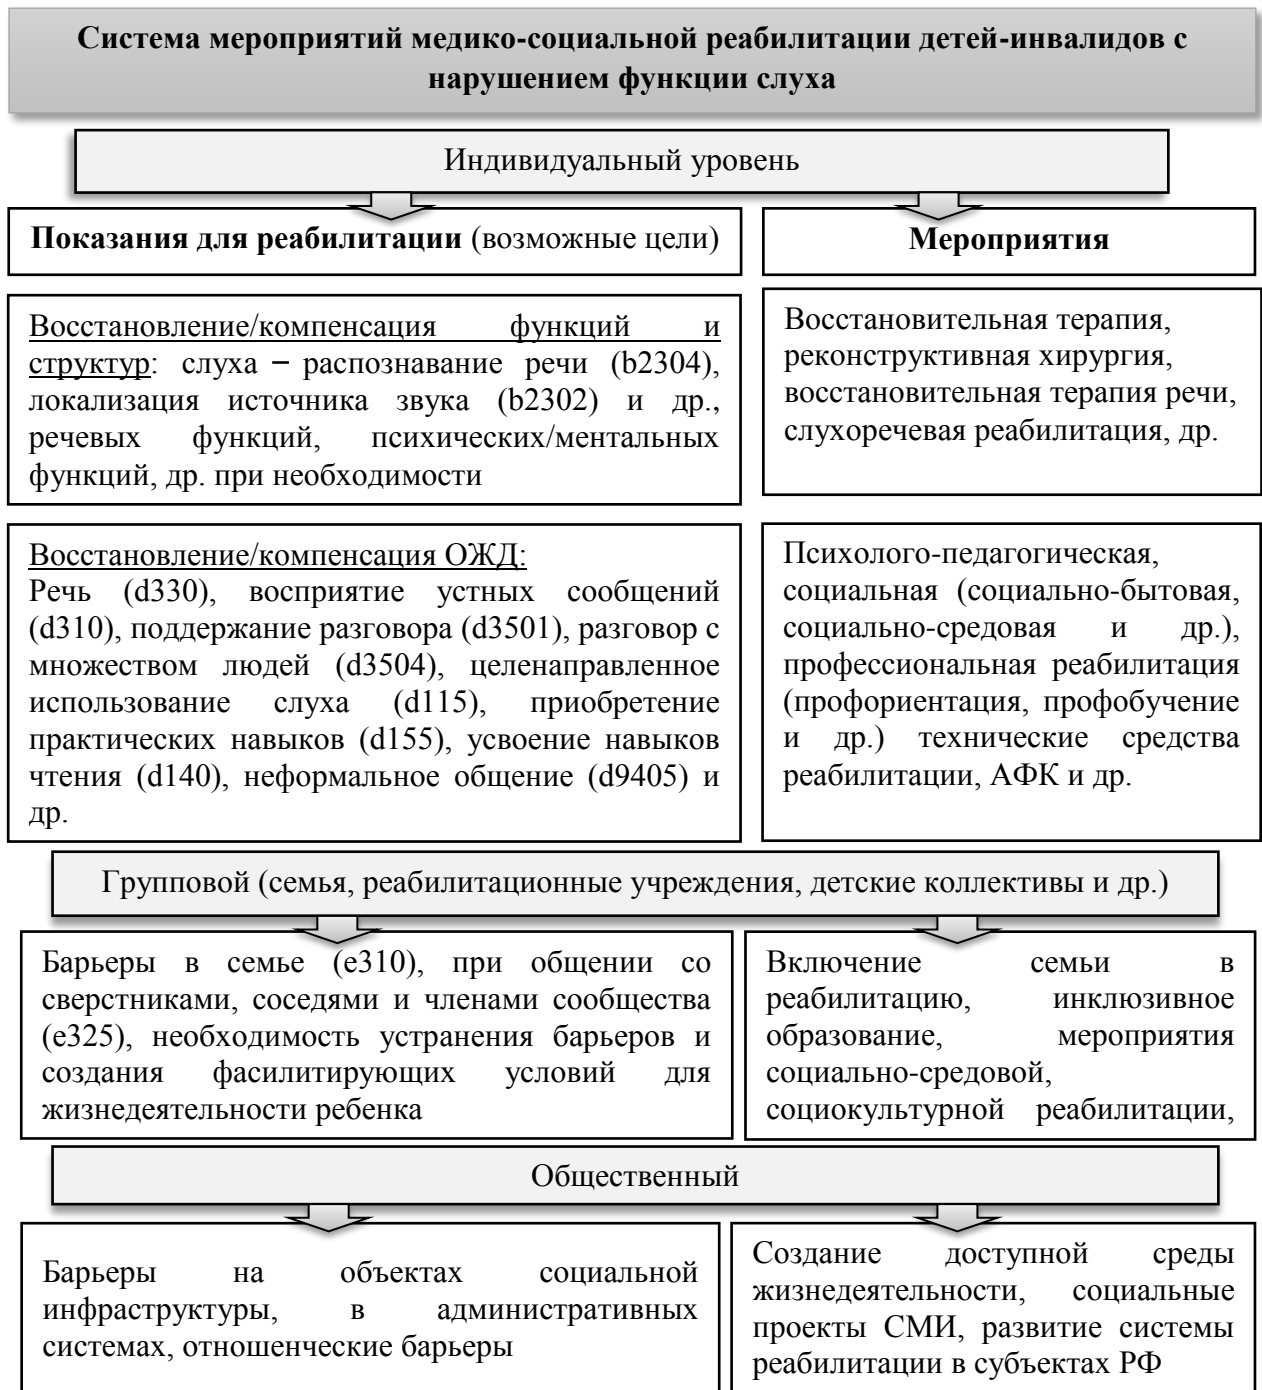 Система мероприятий медико-социальной реабилитации детей-инвалидов с
нарушением функции слуха
Индивидуальный уровень
Показания для реабилитации (возможные цели)
Мероприятия
Восстановление/компенсация функций и
структур: слуха – распознавание речи (b2304),
локализация источника звука (b2302) и др.,
речевых функций, психических/ментальных
функций, др. при необходимости
Восстановительная терапия,
реконструктивная хирургия,
восстановительная терапия речи,
слухоречевая реабилитация, др.
Восстановление/компенсация ОЖД:
Речь (d330), восприятие устных сообщений
(d310), поддержание разговора (d3501), разговор с
множеством людей (d3504), целенаправленное
использование слуха (d115), приобретение
практических навыков (d155), усвоение навыков
чтения (d140), неформальное общение (d9405) и
др.
Психолого-педагогическая,
социальная (социально-бытовая,
социально-средовая и др.),
профессиональная реабилитация
(профориентация, профобучение
и др.) технические средства
реабилитации, АФК и др.
Групповой (семья, реабилитационные учреждения, детские коллективы и др.)
Барьеры в семье (е310), при общении со
сверстниками, соседями и членами сообщества
(е325), необходимость устранения барьеров и
создания фасилитирующих условий для
жизнедеятельности ребенка
Включение семьи в
реабилитацию, инклюзивное
образование, мероприятия
социально-средовой,
социокультурной реабилитации,
Общественный
Барьеры на объектах социальной
инфраструктуры, в административных
системах, отношенческие барьеры
Создание доступной среды
жизнедеятельности, социальные
проекты СМИ, развитие системы
реабилитации в субъектах РФ